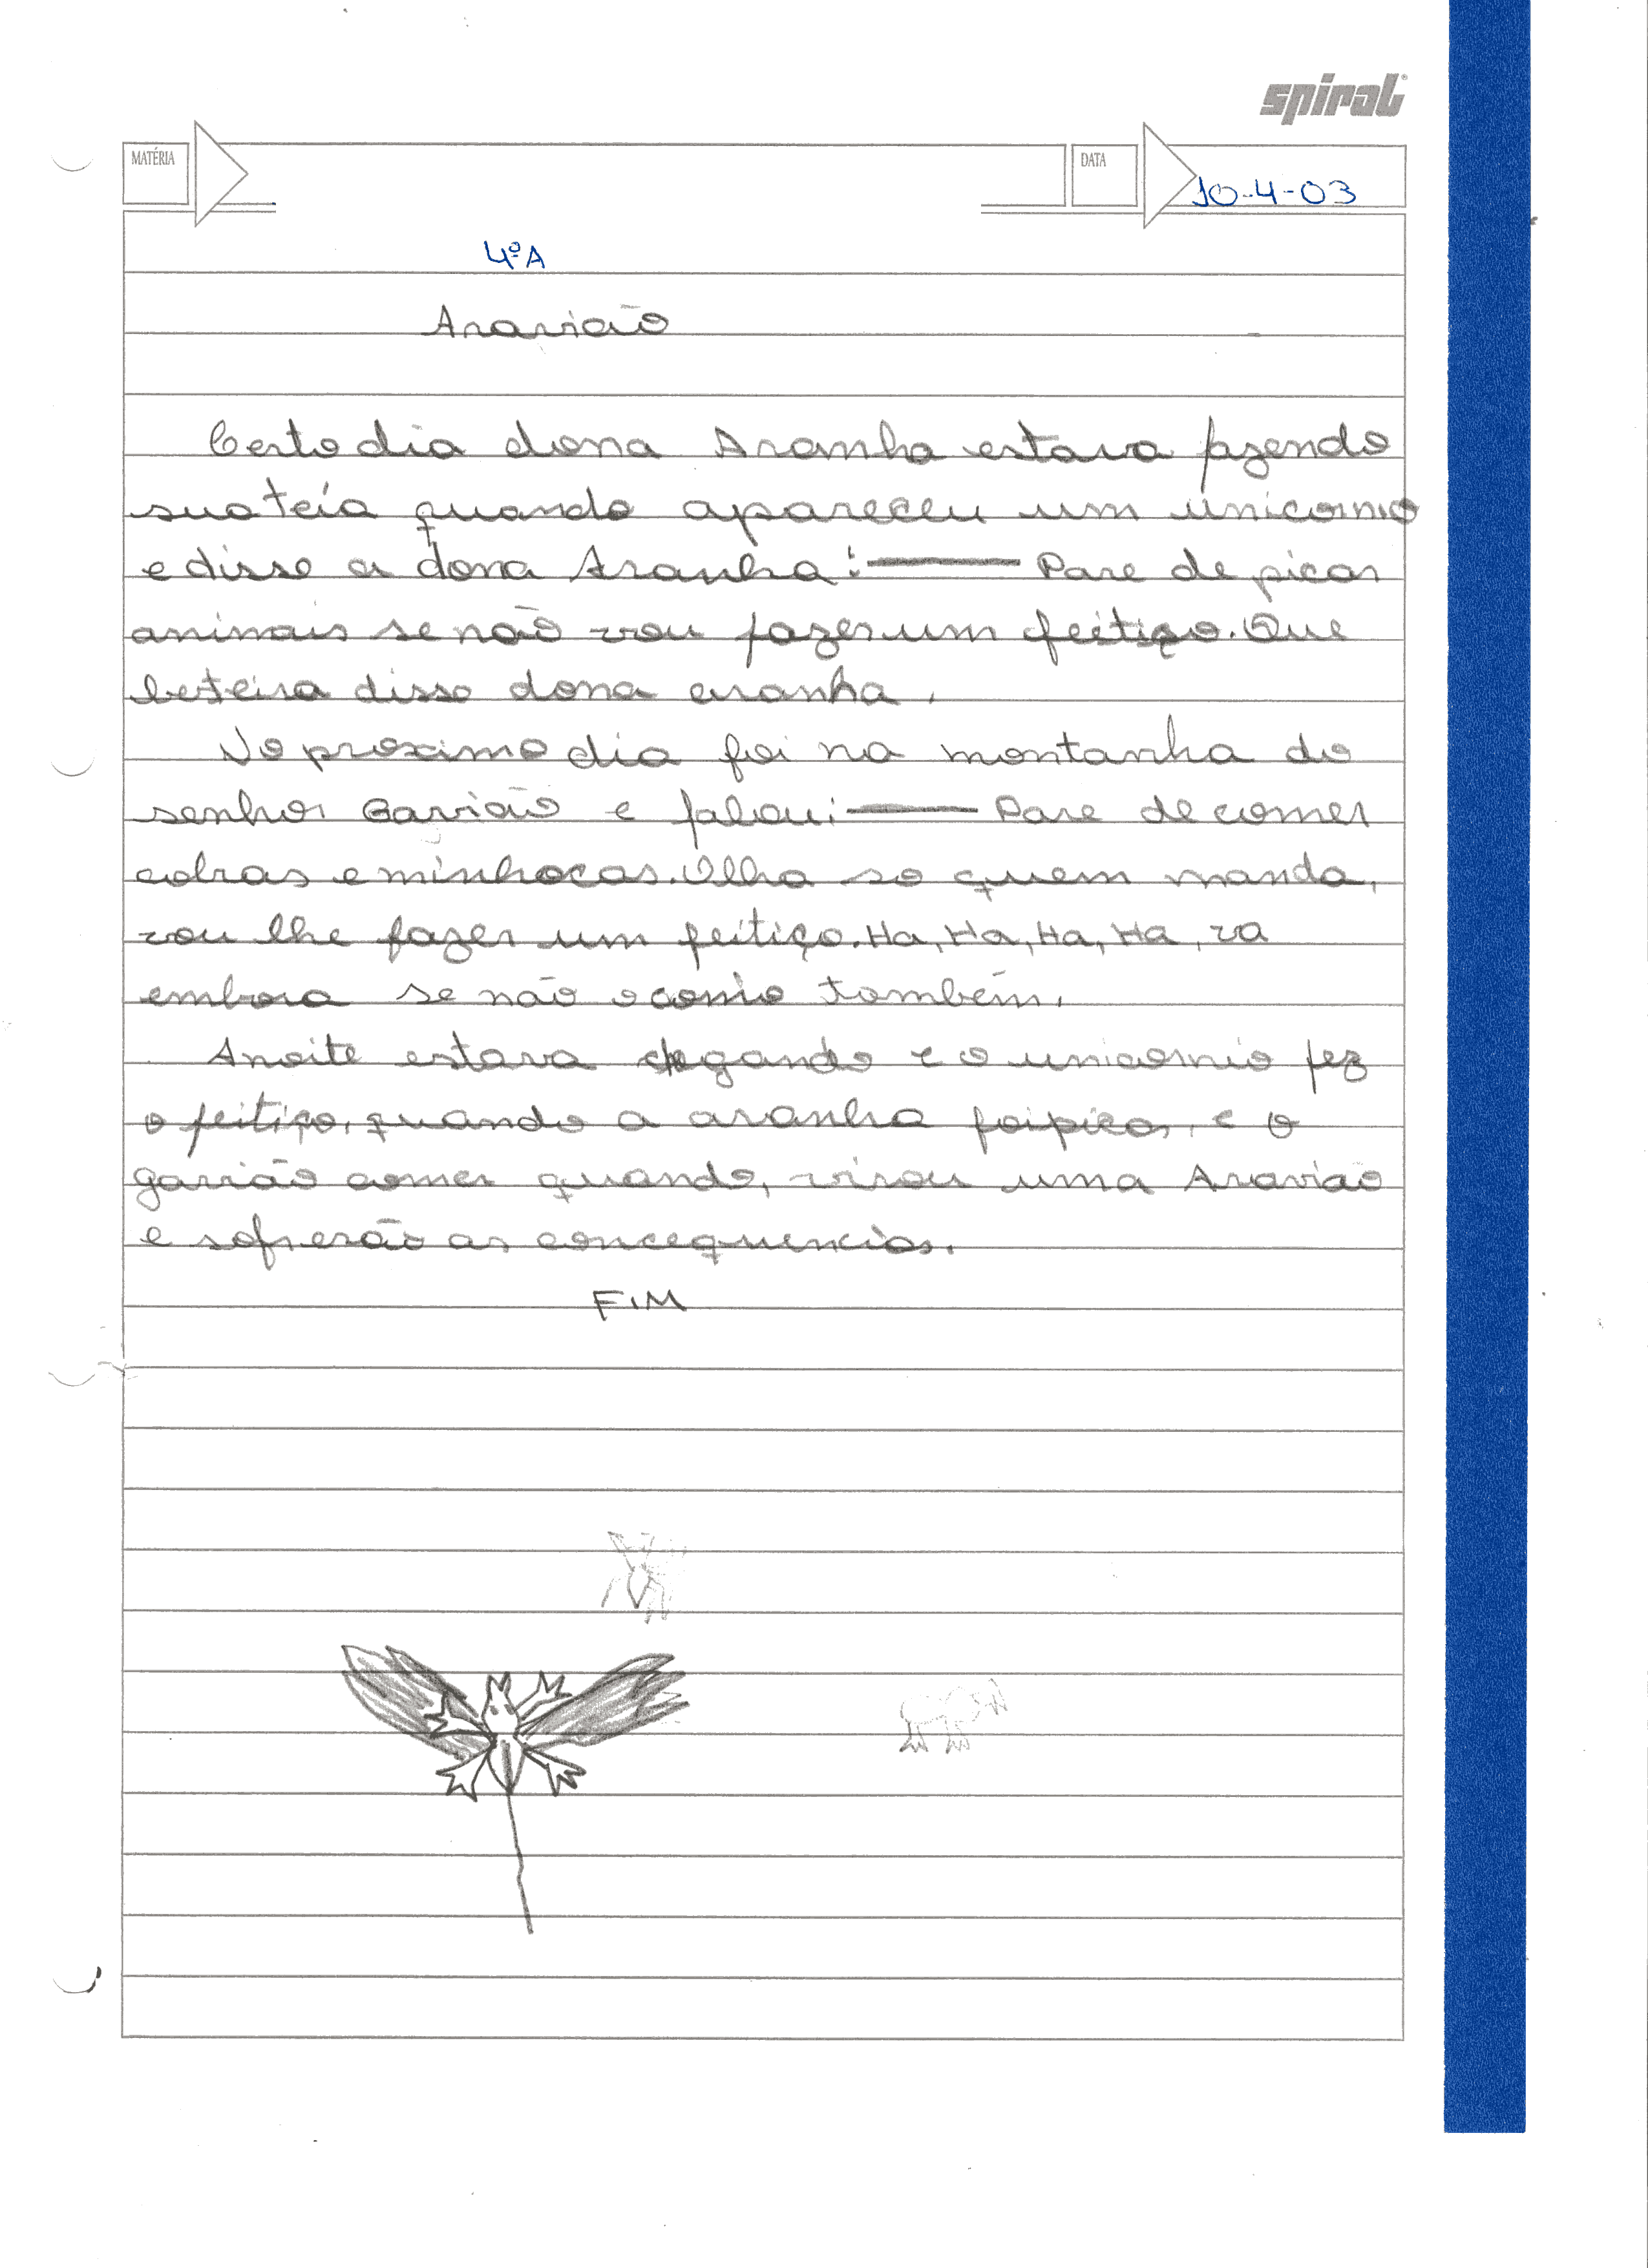 spiral
MATÉRIA
DATA
10-4-03
4ºA
Aravião
Certo dia dona Aranha estava fazendo
sua teia quando apareceu um unicornio
e disse a dona Aranha: — Pare de picar
animais se não vou fazer um feitiço. Que
besteira disse dona aranha.
No proximo dia foi na montanha do
senhor Gavião e falou: — Pare de comer
cobras e minhocas. Olha so quem manda,
vou lhe fazer um feitiço. Ha, Ha, Ha, Ha, va
embora se não o comio também.
A noite estava chegando e o unicornio fez
o feitiço, quando a aranha foi picar, e o
gavião comer quando, virou uma Aravião
e sofrerão as concequencias.
FIM